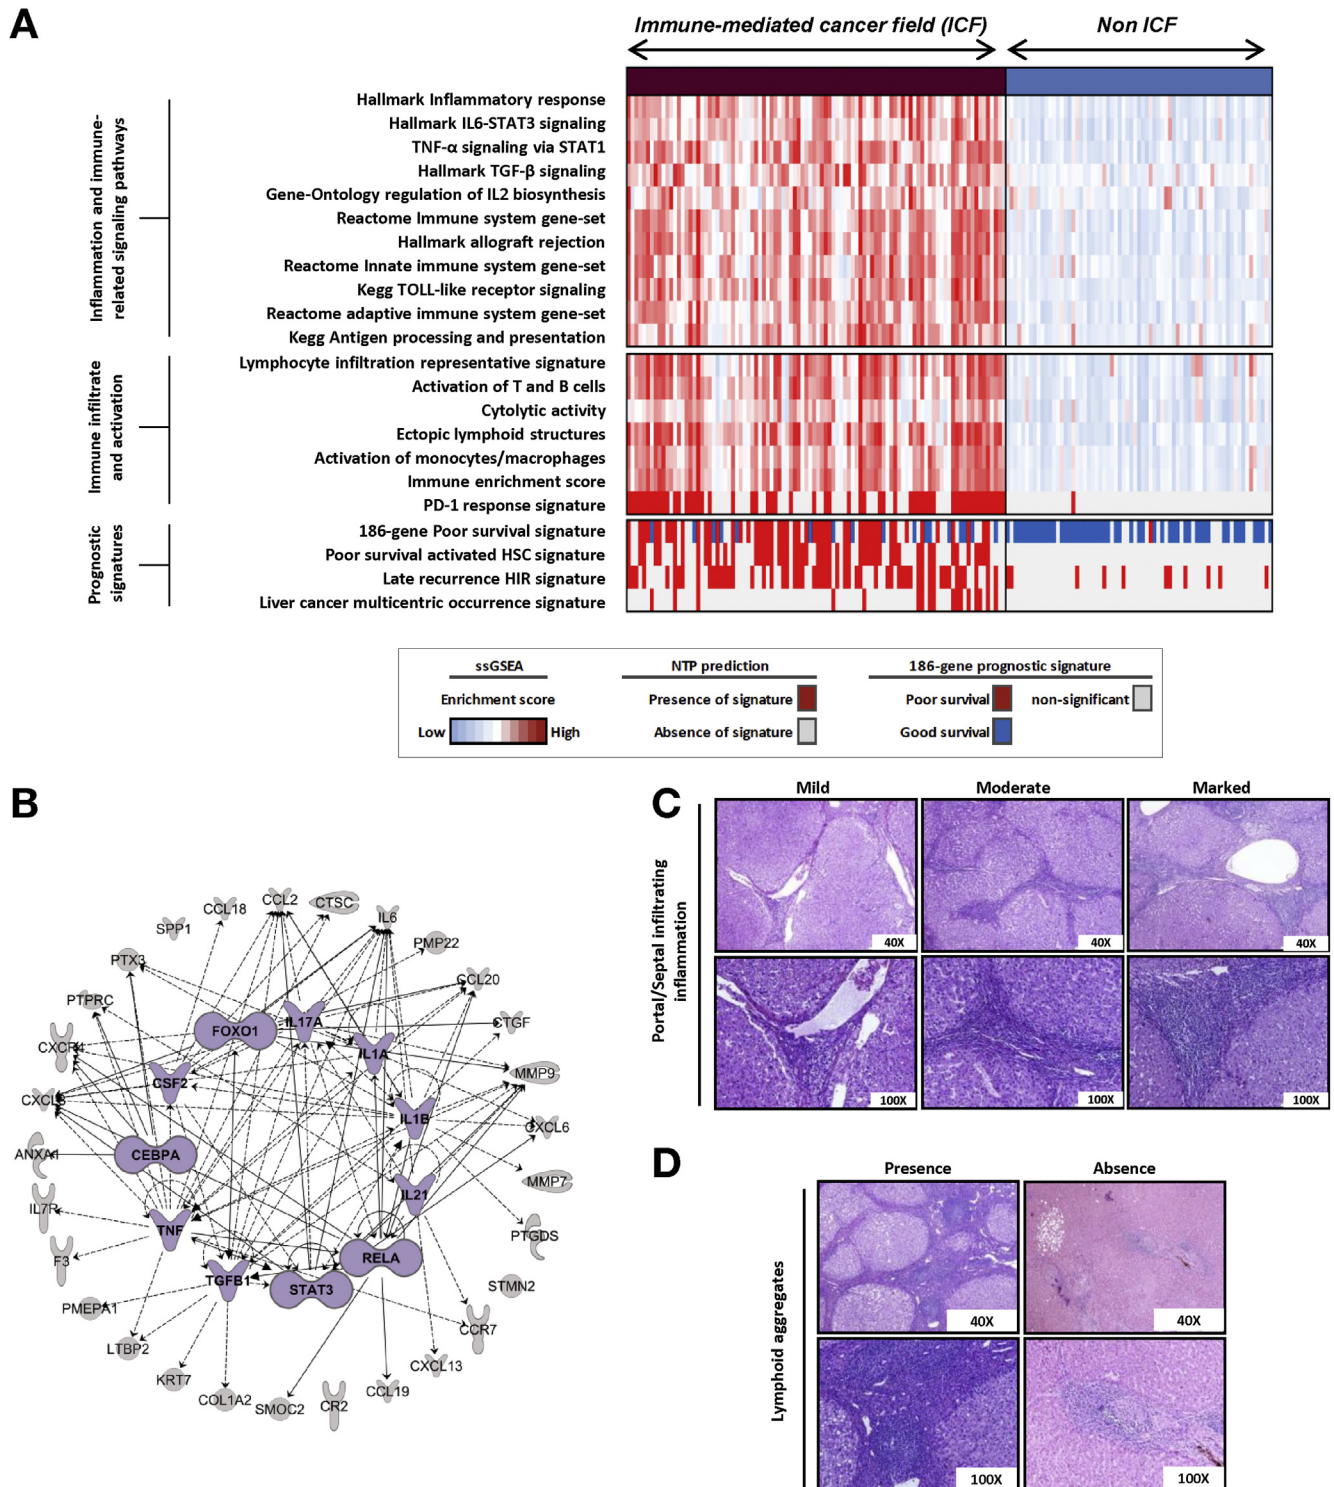 A
Immune-mediated cancer field (ICF)
Non ICF
Inflammation and immune-
related signaling pathways
Hallmark Inflammatory response
Hallmark IL6-STAT3 signaling
TNF-α signaling via STAT1
Hallmark TGF-β signaling
Gene-Ontology regulation of IL2 biosynthesis
Reactome Immune system gene-set
Hallmark allograft rejection
Reactome Innate immune system gene-set
Kegg TOLL-like receptor signaling
Reactome adaptive immune system gene-set
Kegg Antigen processing and presentation
Immune infiltrate
and activation
Lymphocyte infiltration representative signature
Activation of T and B cells
Cytolytic activity
Ectopic lymphoid structures
Activation of monocytes/macrophages
Immune enrichment score
PD-1 response signature
Prognostic
signatures
186-gene Poor survival signature
Poor survival activated HSC signature
Late recurrence HIR signature
Liver cancer multicentric occurrence signature
ssGSEA
Enrichment score
Low
High
NTP prediction
Presence of signature
Absence of signature
186-gene prognostic signature
Poor survival
non-significant
Good survival
B
CCL2
CTSC
CCL18
IL6
SPP1
PMP22
PTX3
CCL20
PTPRC
FOXO1
IL17A
CTGF
CXCR4
IL1A
MMP9
CSF2
IL1B
CXCL6
ANXA1
CEBPA
MMP7
IL21
IL7R
TNF
PTGDS
F3
RELA
TGFB1
STAT3
STMN2
PMEPA1
CCR7
LTBP2
CXCL13
KRT7
CCL19
COL1A2
SMOC2
CR2
C
Mild
Moderate
Marked
Portal/Septal infiltrating
inflammation
40X
40X
40X
100X
100X
100X
D
Presence
Absence
Lymphoid aggregates
40X
40X
100X
100X